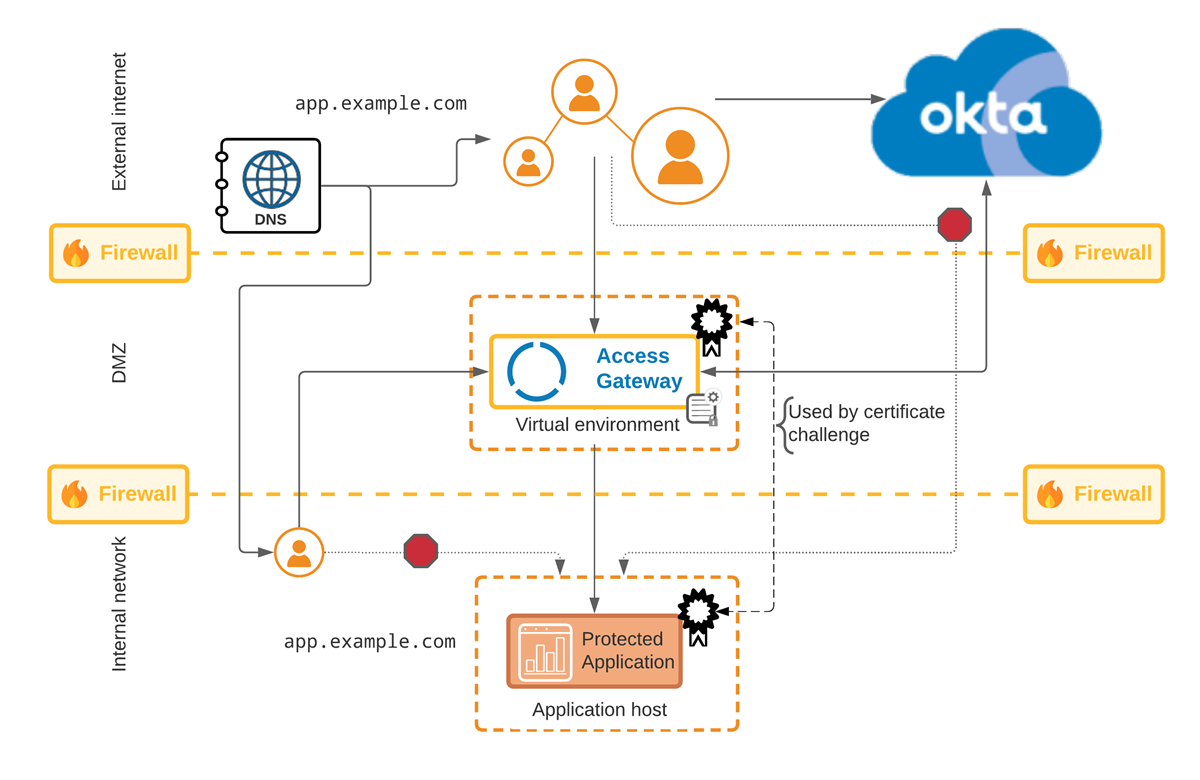 External internet
app.example.com
okta
DNS
Firewall
Firewall
DMZ
Access
Gateway
Virtual environment
Used by certificate
challenge
Firewall
Firewall
Internal network
app.example.com
Protected
Application
Application host